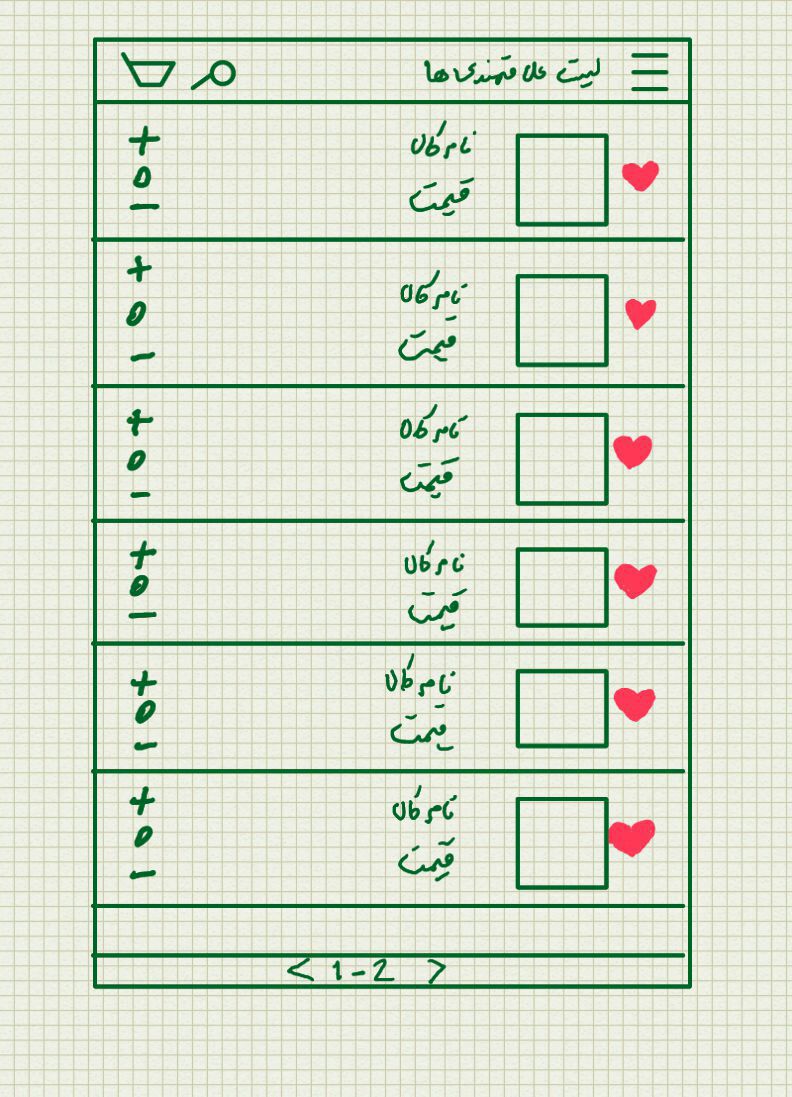 لیست علاقمندی ها
نام کالا
قیمت
+
0
-
نام کالا
قیمت
+
0
-
نام کالا
قیمت
+
0
-
نام کالا
قیمت
+
0
-
نام کالا
قیمت
+
0
-
نام کالا
قیمت
+
0
-
< 1-2 >